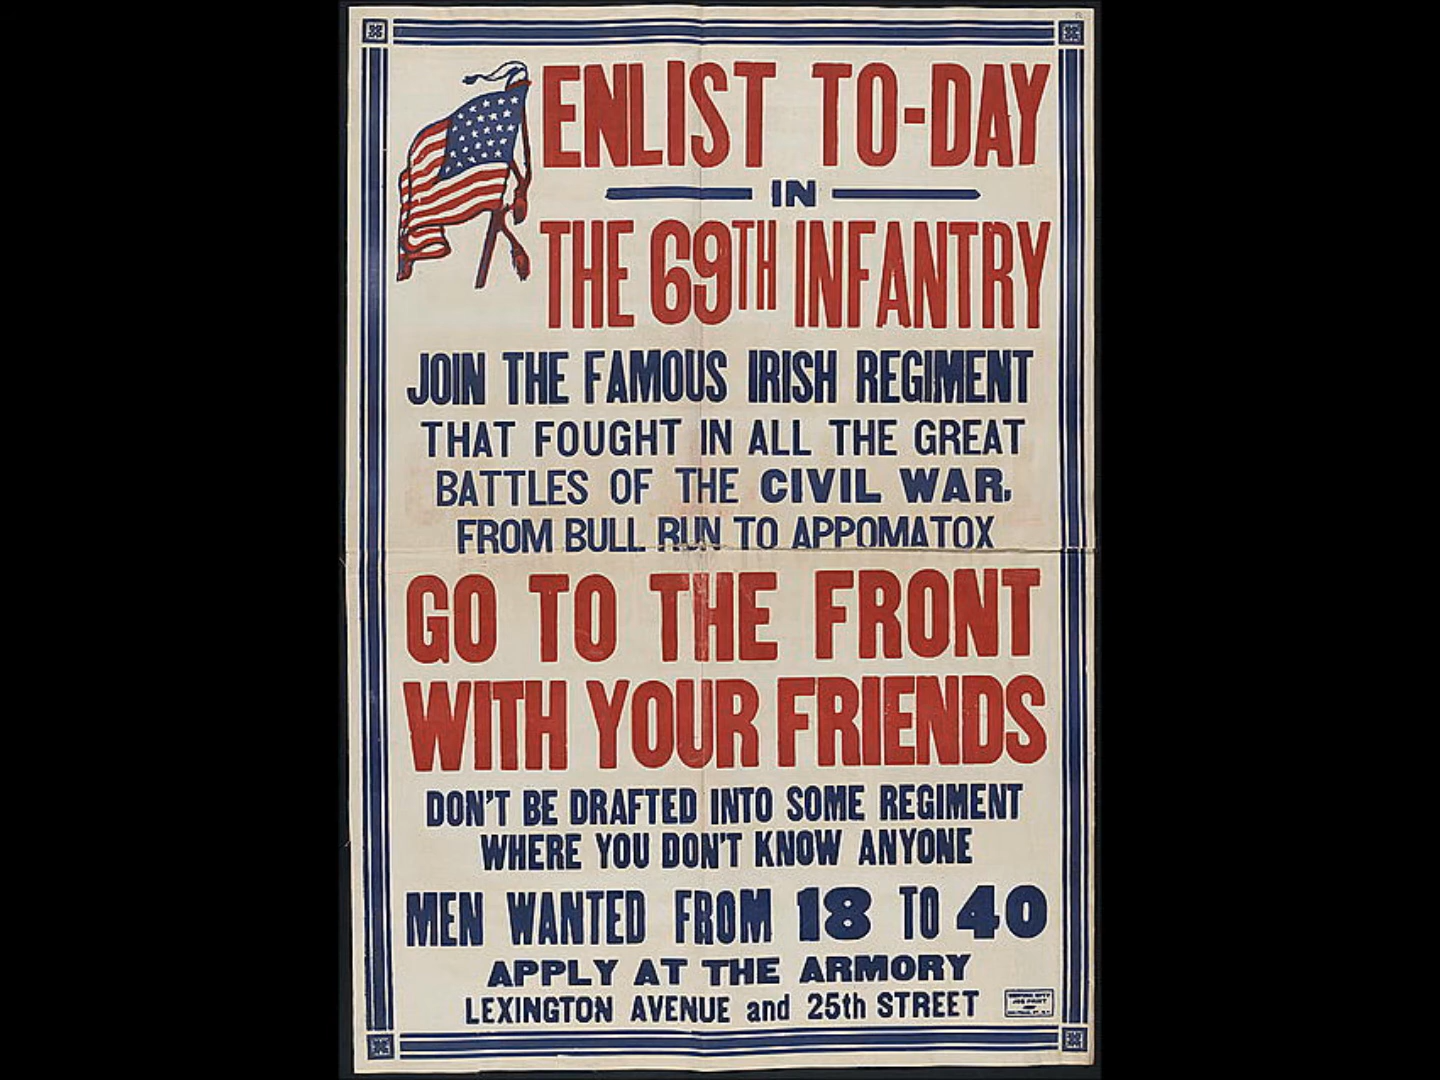 ENLIST TO-DAY
IN
THE 69TH INFANTRY
JOIN THE FAMOUS IRISH REGIMENT
THAT FOUGHT IN ALL THE GREAT
BATTLES OF THE CIVIL WAR,
FROM BULL RUN TO APPOMATOX
GO TO THE FRONT
WITH YOUR FRIENDS
DON'T BE DRAFTED INTO SOME REGIMENT
WHERE YOU DON'T KNOW ANYONE
MEN WANTED FROM 18 TO 40
APPLY AT THE ARMORY
LEXINGTON AVENUE and 25th STREET